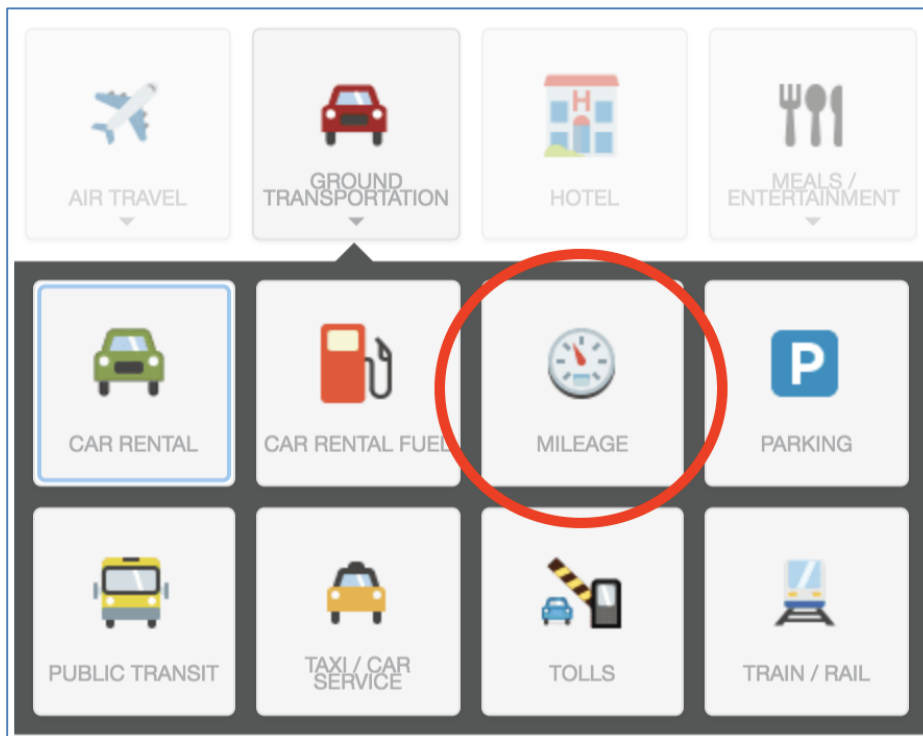 AIR TRAVEL
GROUND
TRANSPORTATION
H
HOTEL
MEALS /
ENTERTAINMENT
CAR RENTAL
CAR RENTAL FUEL
MILEAGE
P
PARKING
PUBLIC TRANSIT
TAXI / CAR
SERVICE
TOLLS
TRAIN / RAIL